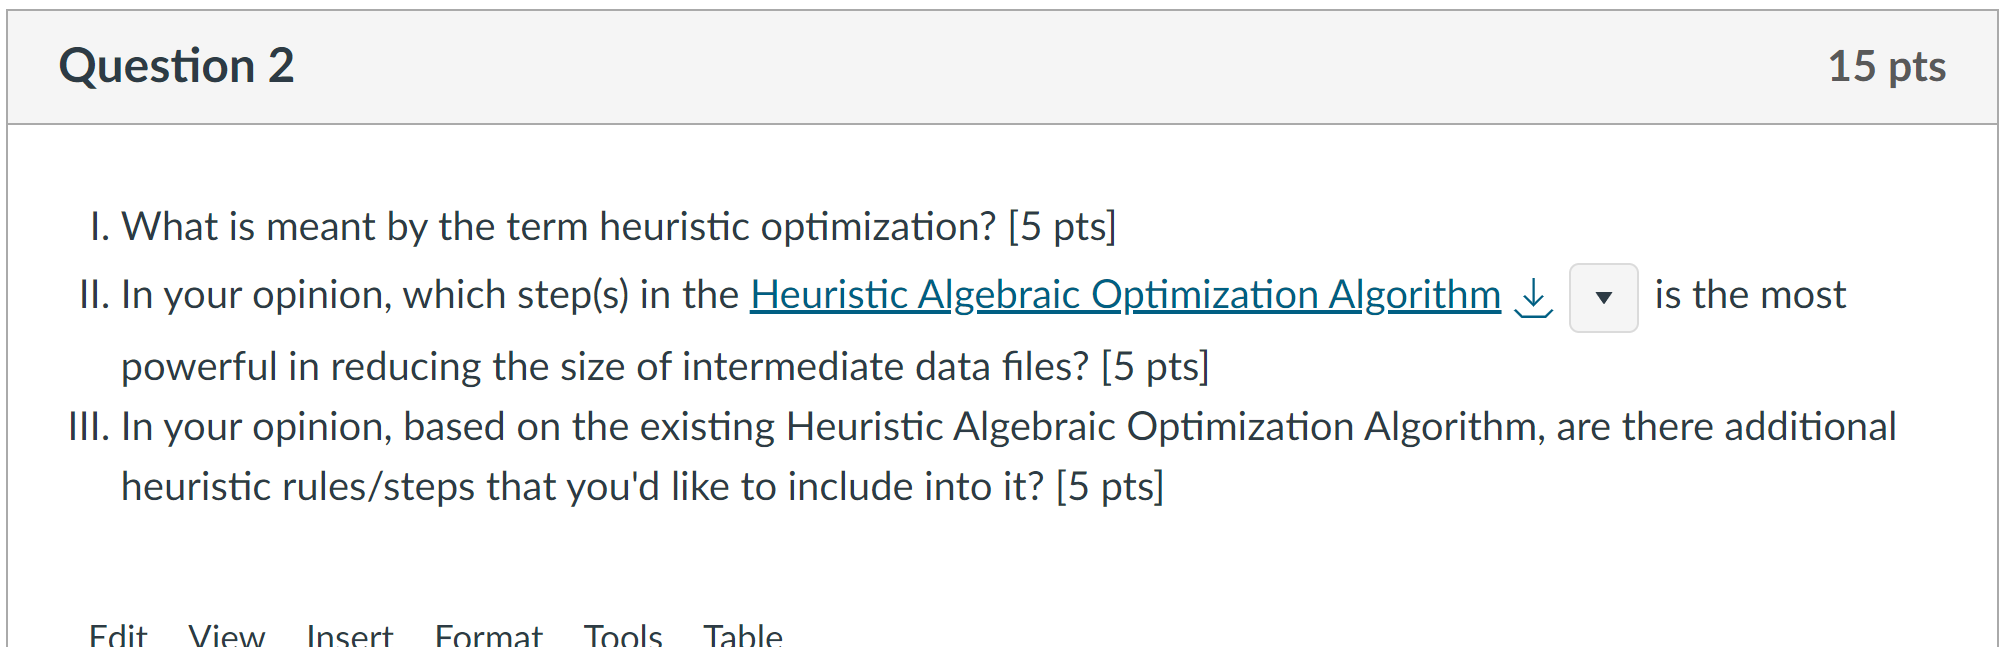 Question 2 15 pts
I. What is meant by the term heuristic optimization? [5 pts]
II. In your opinion, which step(s) in the Heuristic Algebraic Optimization Algorithm is the most
powerful in reducing the size of intermediate data files? [5 pts]
III. In your opinion, based on the existing Heuristic Algebraic Optimization Algorithm, are there additional
heuristic rules/steps that you'd like to include into it? [5 pts]
Edit View Insert Format Tools Table